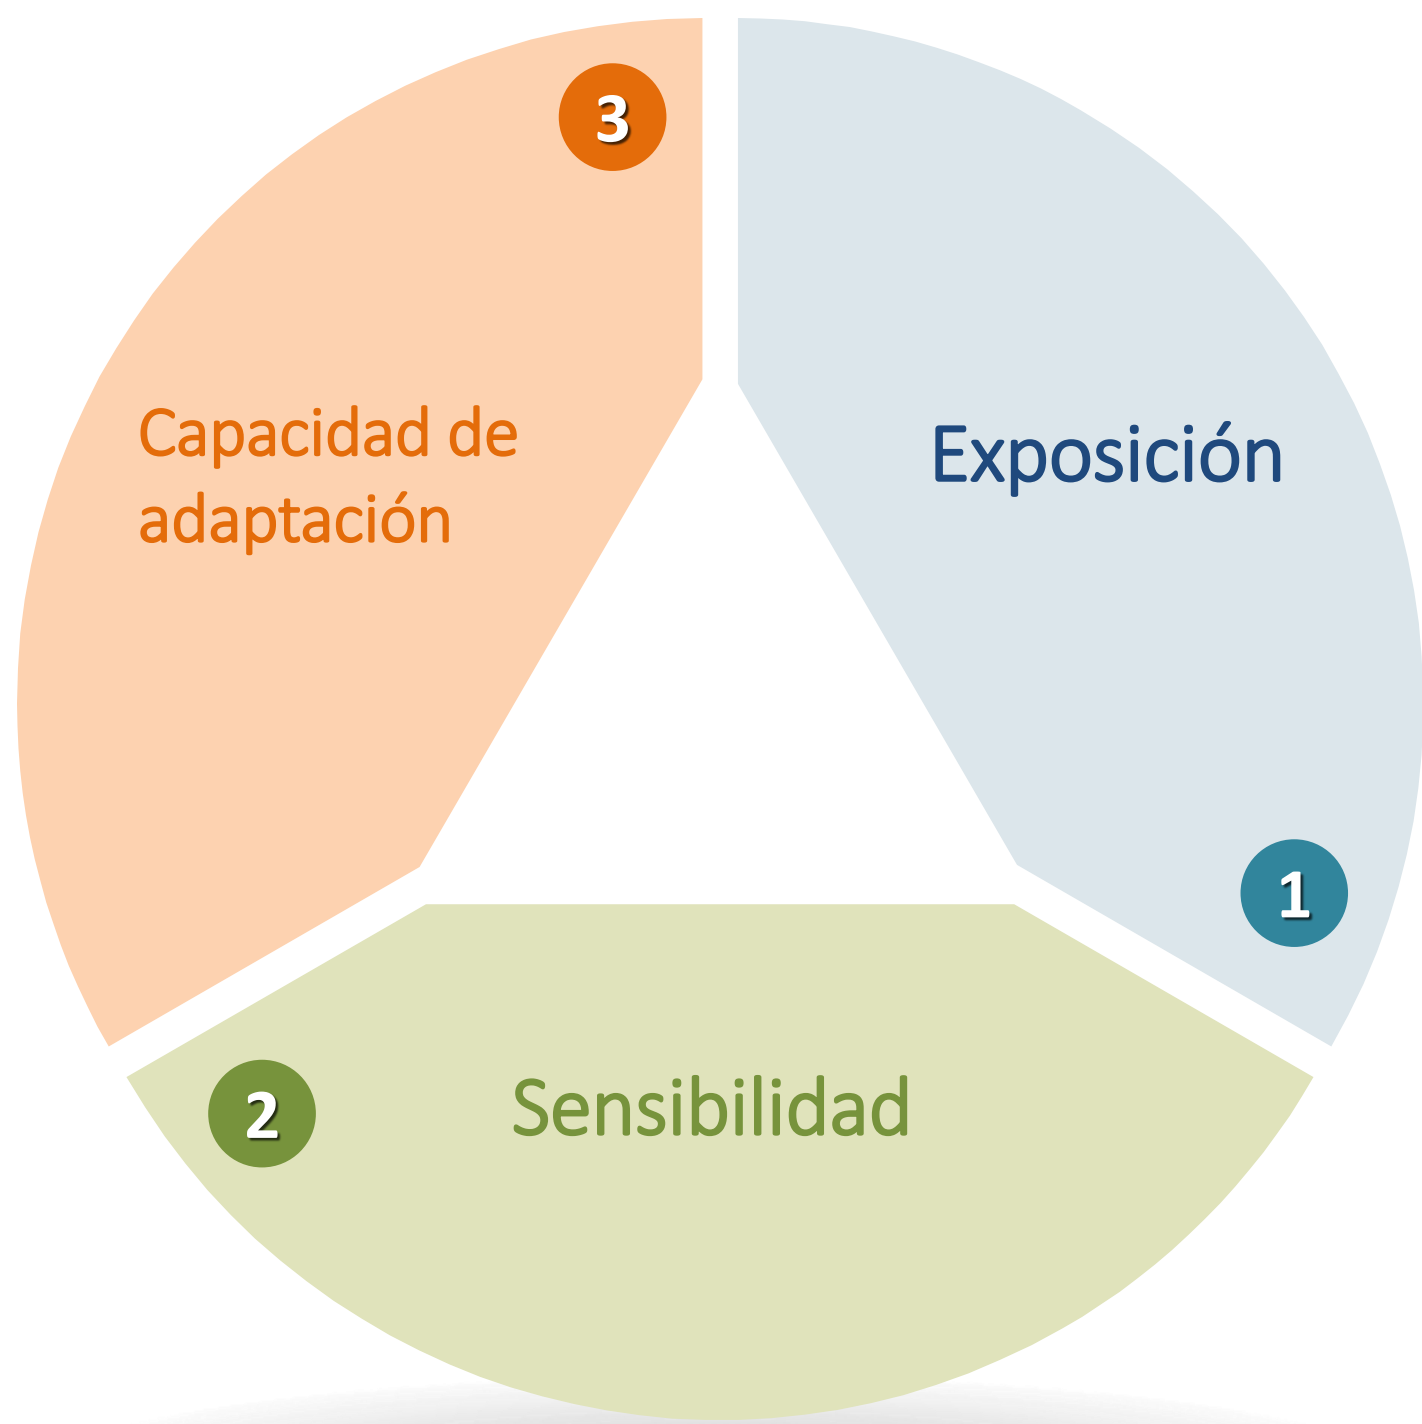 3
Capacidad de
adaptación
Exposición
1
2
Sensibilidad